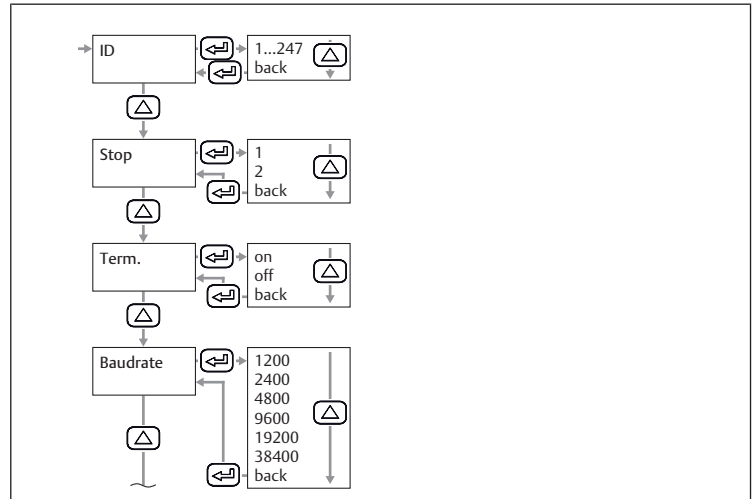 ID
1...247
back
Stop
1
2
back
Term.
on
off
back
Baudrate
1200
2400
4800
9600
19200
38400
back